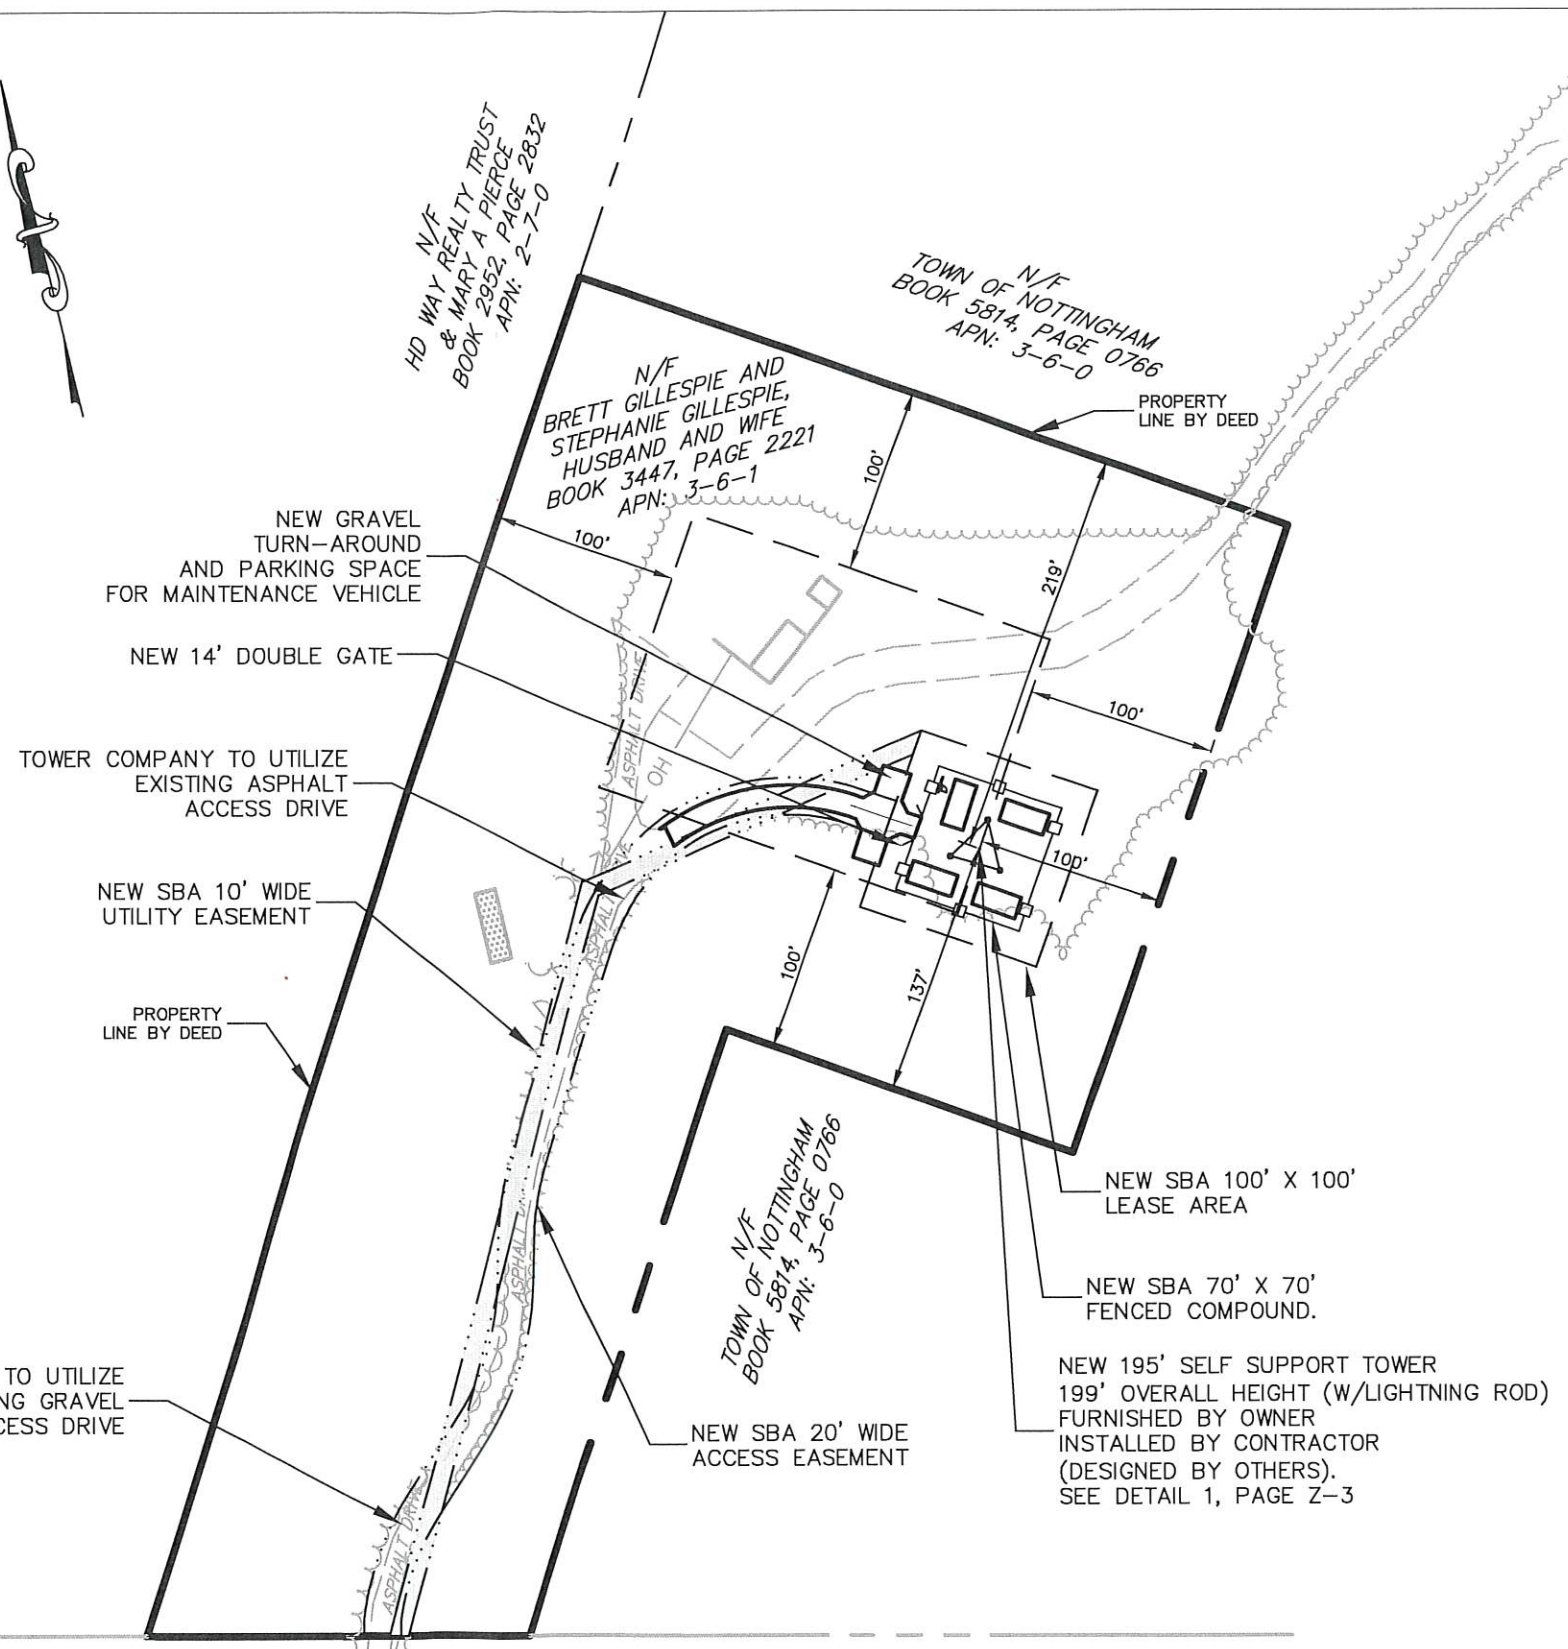 N/F
HD WAY REALTY TRUST
& MARY A PIERCE
BOOK 2952, PAGE 2832
APN: 2-7-0
N/F
TOWN OF NOTTINGHAM
BOOK 5814, PAGE 0766
APN: 3-6-0
N/F
BRETT GILLESPIE AND
STEPHANIE GILLESPIE,
HUSBAND AND WIFE
BOOK 3447, PAGE 2221
APN: 3-6-1
PROPERTY
LINE BY DEED
100'
219'
100'
NEW GRAVEL
TURN-AROUND
AND PARKING SPACE
FOR MAINTENANCE VEHICLE
NEW 14' DOUBLE GATE
ASPHALT DRIVE
OH
100'
TOWER COMPANY TO UTILIZE
EXISTING ASPHALT
ACCESS DRIVE
100'
NEW SBA 10' WIDE
UTILITY EASEMENT
ASPHALT
100'
137'
PROPERTY
LINE BY DEED
N/F
TOWN OF NOTTINGHAM
BOOK 5814, PAGE 0766
APN: 3-6-0
NEW SBA 100' X 100'
LEASE AREA
ASPHALT
NEW SBA 70' X 70'
FENCED COMPOUND.
NEW 195' SELF SUPPORT TOWER
199' OVERALL HEIGHT (W/LIGHTNING ROD)
FURNISHED BY OWNER
INSTALLED BY CONTRACTOR
(DESIGNED BY OTHERS).
SEE DETAIL 1, PAGE Z-3
TO UTILIZE
NG GRAVEL
CESS DRIVE
NEW SBA 20' WIDE
ACCESS EASEMENT
ASPHALT DRIVE